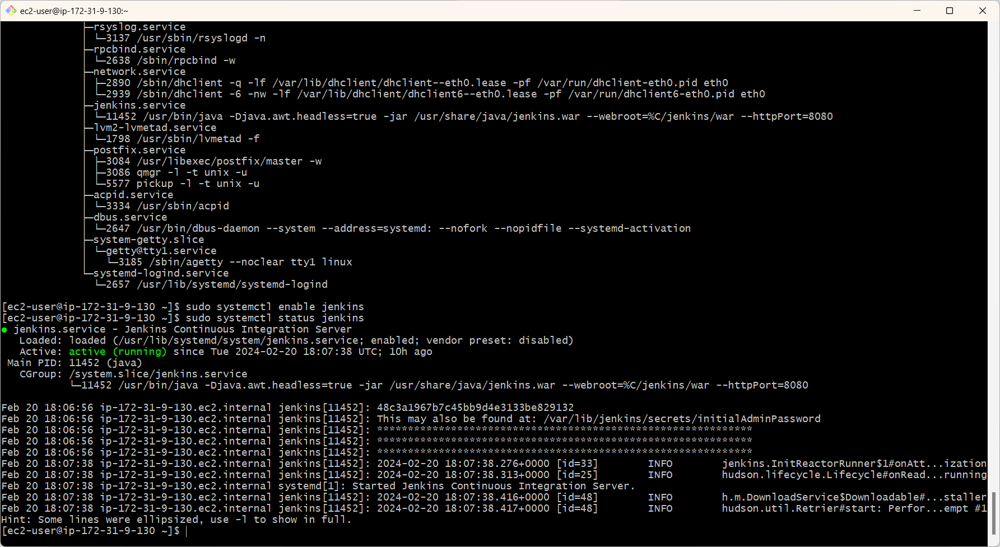 ec2-user@ip-172-31-9-130:~
├─rsyslog.service
│ └─3137 /usr/sbin/rsyslogd -n
├─rpcbind.service
│ └─2638 /sbin/rpcbind -w
├─network.service
│ ├─2890 /sbin/dhclient -q -lf /var/lib/dhclient/dhclient--eth0.lease -pf /var/run/dhclient-eth0.pid eth0
│ └─2939 /sbin/dhclient -6 -nw -lf /var/lib/dhclient/dhclient6--eth0.lease -pf /var/run/dhclient6-eth0.pid eth0
├─jenkins.service
│ └─11452 /usr/bin/java -Djava.awt.headless=true -jar /usr/share/java/jenkins.war --webroot=%C/jenkins/war --httpPort=8080
├─lvm2-lvmetad.service
│ └─1798 /usr/sbin/lvmetad -f
├─postfix.service
│ ├─3084 /usr/libexec/postfix/master -w
│ ├─3086 qmgr -l -t unix -u
│ └─5577 pickup -l -t unix -u
├─acpid.service
│ └─3334 /usr/sbin/acpid
├─dbus.service
│ └─2647 /usr/bin/dbus-daemon --system --address=systemd: --nofork --nopidfile --systemd-activation
├─system-getty.slice
│ └─getty@tty1.service
│   └─3185 /sbin/agetty --noclear tty1 linux
└─systemd-logind.service
  └─2657 /usr/lib/systemd/systemd-logind
[ec2-user@ip-172-31-9-130 ~]$ sudo systemctl enable jenkins
[ec2-user@ip-172-31-9-130 ~]$ sudo systemctl status jenkins
● jenkins.service - Jenkins Continuous Integration Server
Loaded: loaded (/usr/lib/systemd/system/jenkins.service; enabled; vendor preset: disabled)
Active: active (running) since Tue 2024-02-20 18:07:38 UTC; 10h ago
Main PID: 11452 (java)
CGroup: /system.slice/jenkins.service
└─11452 /usr/bin/java -Djava.awt.headless=true -jar /usr/share/java/jenkins.war --webroot=%C/jenkins/war --httpPort=8080
Feb 20 18:06:56 ip-172-31-9-130.ec2.internal jenkins[11452]: 48c3a1967b7c45bb9d4e3133be829132
Feb 20 18:06:56 ip-172-31-9-130.ec2.internal jenkins[11452]: This may also be found at: /var/lib/jenkins/secrets/initialAdminPassword
Feb 20 18:06:56 ip-172-31-9-130.ec2.internal jenkins[11452]: *************************************************************
Feb 20 18:06:56 ip-172-31-9-130.ec2.internal jenkins[11452]: *************************************************************
Feb 20 18:06:56 ip-172-31-9-130.ec2.internal jenkins[11452]: *************************************************************
Feb 20 18:07:38 ip-172-31-9-130.ec2.internal jenkins[11452]: 2024-02-20 18:07:38.276+0000 [id=33] INFO jenkins.InitReactorRunner$1#onAtt...ization
Feb 20 18:07:38 ip-172-31-9-130.ec2.internal jenkins[11452]: 2024-02-20 18:07:38.313+0000 [id=25] INFO hudson.lifecycle.Lifecycle#onRead...running
Feb 20 18:07:38 ip-172-31-9-130.ec2.internal systemd[1]: Started Jenkins Continuous Integration Server.
Feb 20 18:07:38 ip-172-31-9-130.ec2.internal jenkins[11452]: 2024-02-20 18:07:38.416+0000 [id=48] INFO h.m.DownloadService$Downloadable#...staller
Feb 20 18:07:38 ip-172-31-9-130.ec2.internal jenkins[11452]: 2024-02-20 18:07:38.417+0000 [id=48] INFO hudson.util.Retrier#start: Perfor...empt #1
Hint: Some lines were ellipsized, use -l to show in full.
[ec2-user@ip-172-31-9-130 ~]$